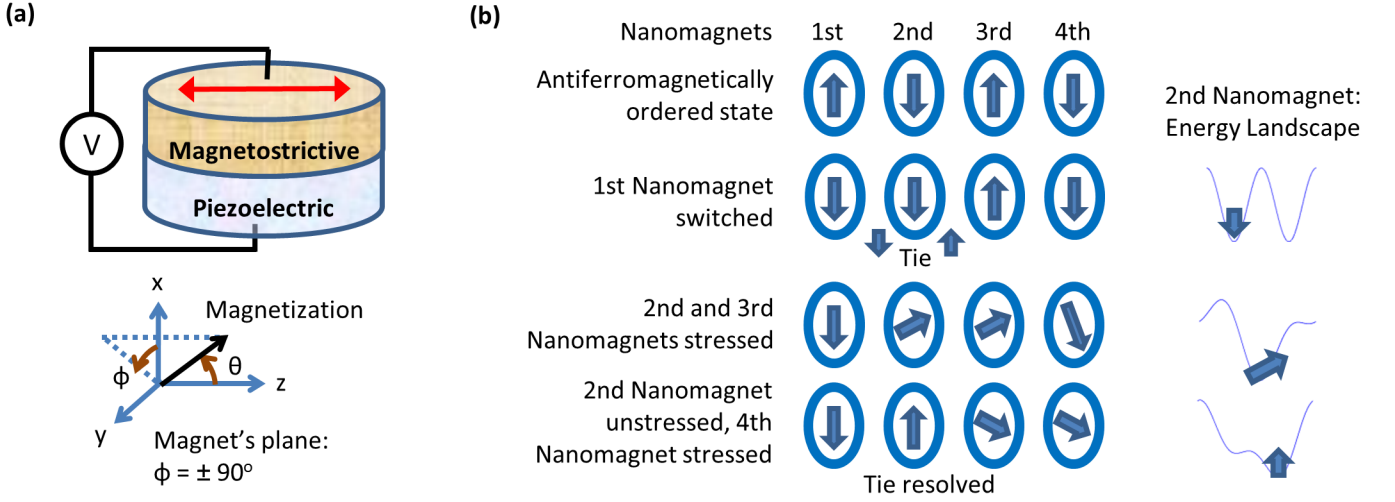 (a)
V
Magnetostrictive
Piezoelectric
x
Magnetization
ϕ
θ
z
y
Magnet's plane:
ϕ = ± 90⁰
(b)
Nanomagnets 1st 2nd 3rd 4th
Antiferromagnetically
ordered state
2nd Nanomagnet:
Energy Landscape
1st Nanomagnet
switched
Tie
2nd and 3rd
Nanomagnets stressed
2nd Nanomagnet
unstressed, 4th
Nanomagnet stressed
Tie resolved